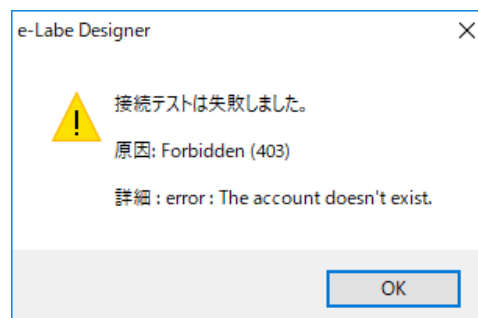 e-Labe Designer
接続テストは失敗しました。
原因: Forbidden (403)
詳細 : error : The account doesn't exist.
OK